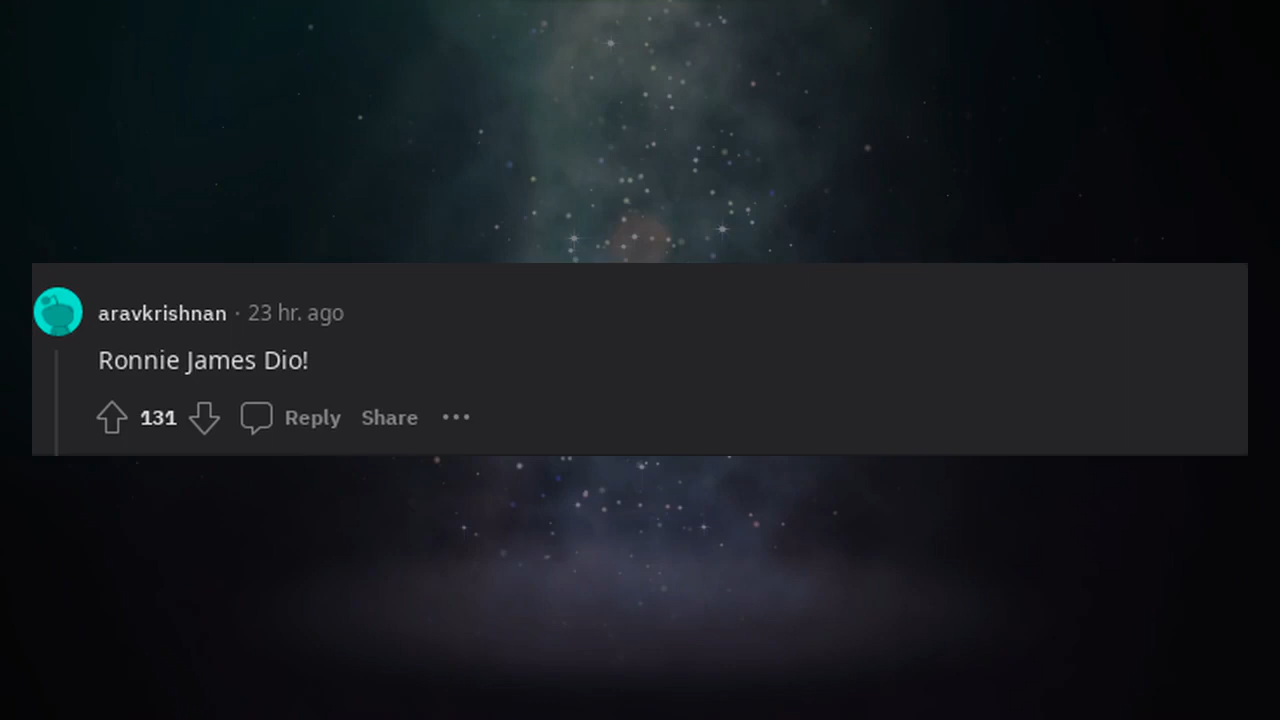 aravkrishnan · 23 hr. ago
Ronnie James Dio!
131 Reply Share ···